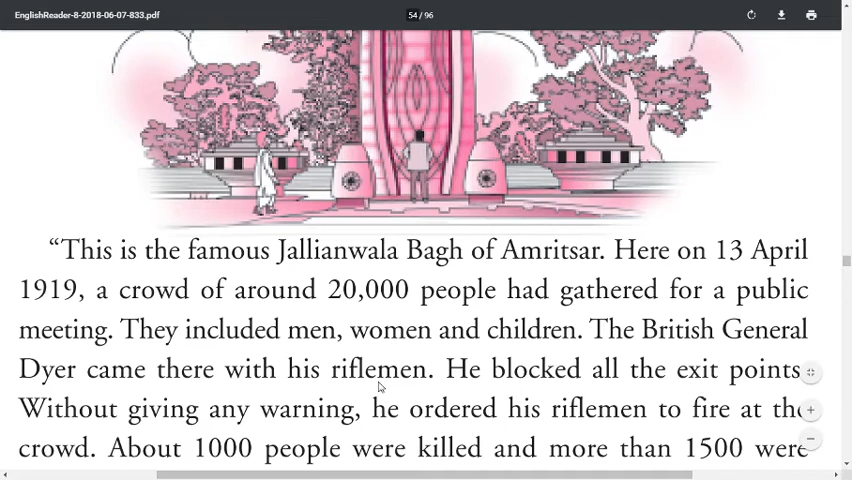 EnglishReader-8-2018-06-07-833.pdf
54 / 96
“This is the famous Jallianwala Bagh of Amritsar. Here on 13 April
1919, a crowd of around 20,000 people had gathered for a public
meeting. They included men, women and children. The British General
Dyer came there with his riflemen. He blocked all the exit points.
Without giving any warning, he ordered his riflemen to fire at the
crowd. About 1000 people were killed and more than 1500 were